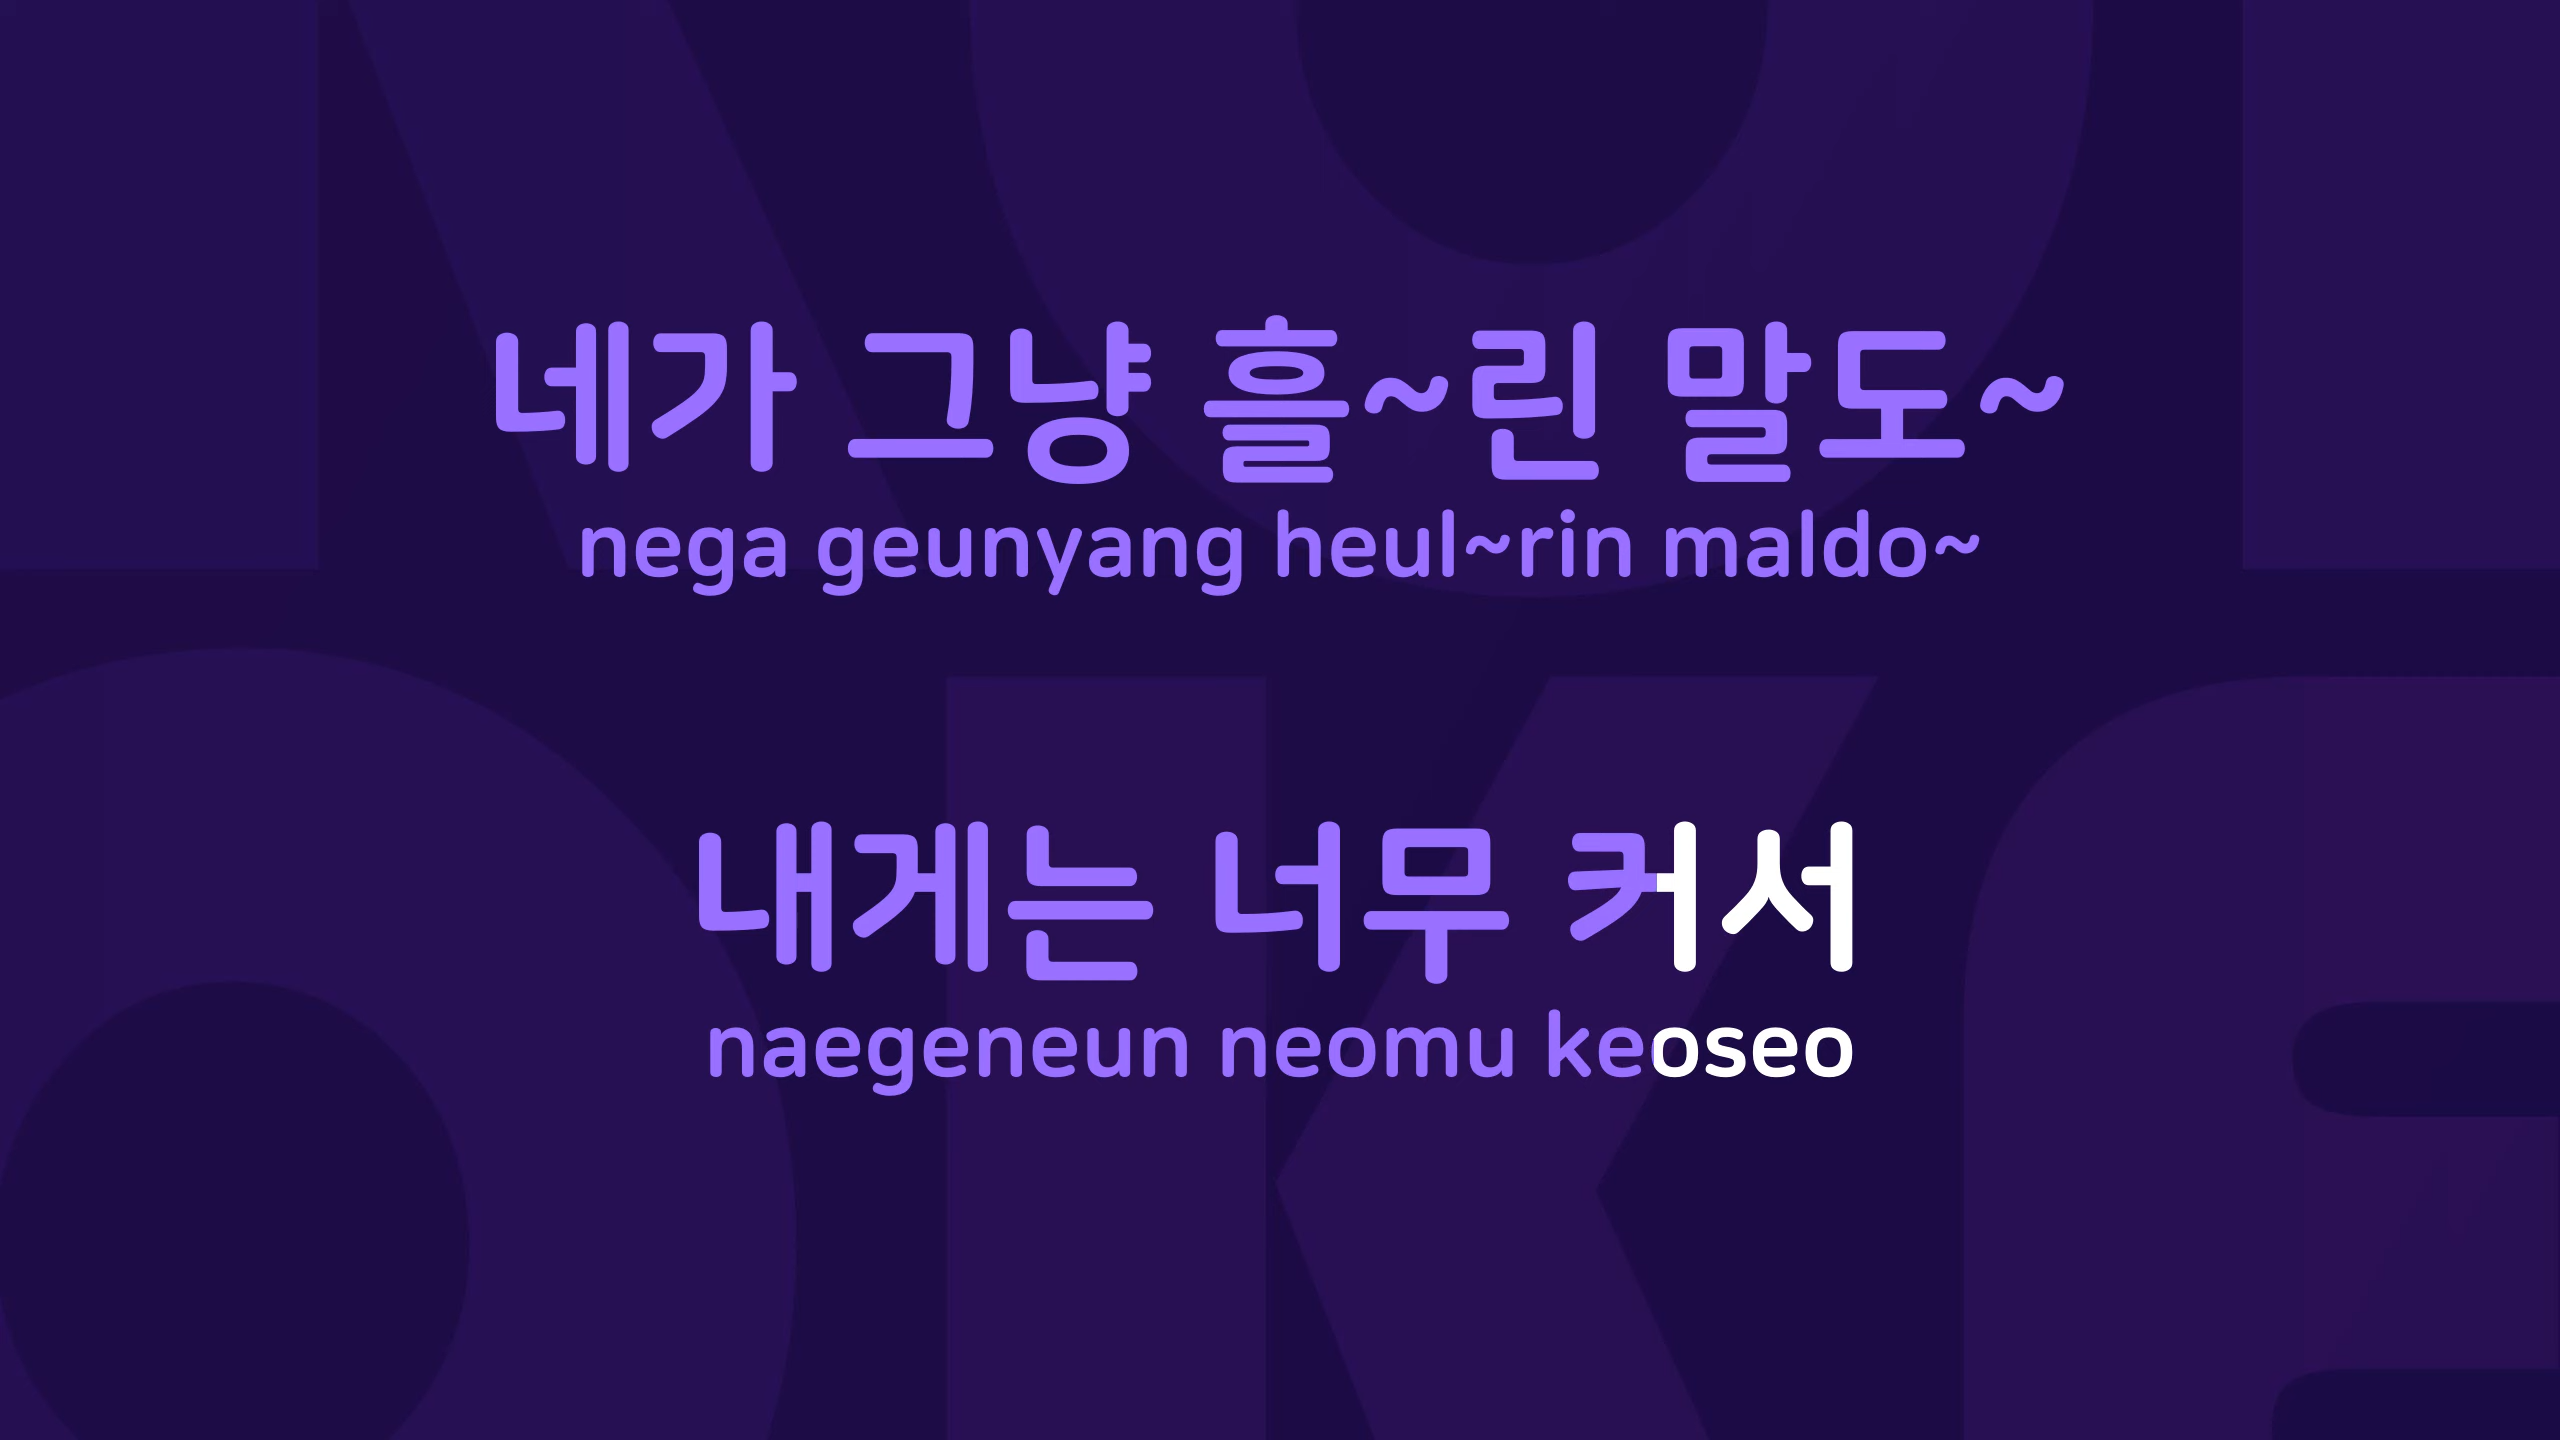 네가 그냥 흘~린 말도~
nega geunyang heul~rin maldo~
내게는 너무 커서
naegeneun neomu keoseo